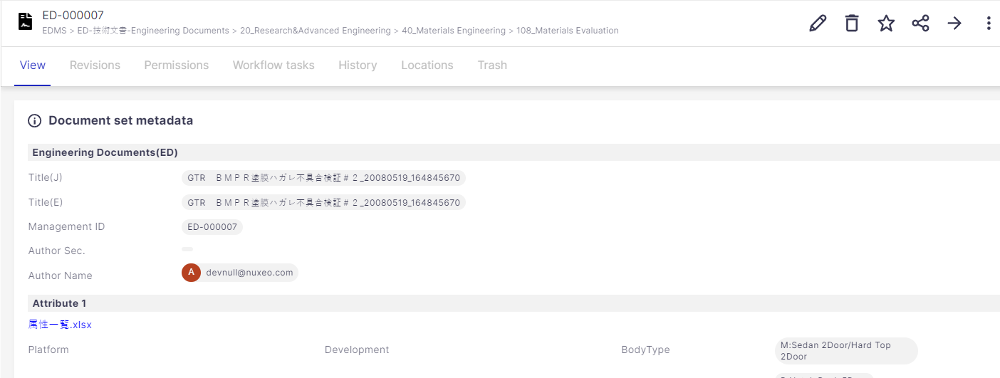 ED-000007
EDMS > ED-技術文書-Engineering Documents > 20_Research&Advanced Engineering > 40_Materials Engineering > 108_Materials Evaluation
View Revisions Permissions Workflow tasks History Locations Trash
Document set metadata
Engineering Documents(ED)
Title(J) GTR　ＢＭＰＲ塗膜ハガレ不具合検証＃２_20080519_164845670
Title(E) GTR　ＢＭＰＲ塗膜ハガレ不具合検証＃２_20080519_164845670
Management ID ED-000007
Author Sec.
Author Name A devnull@nuxeo.com
Attribute 1
属性一覧.xlsx
Platform Development BodyType M:Sedan 2Door/Hard Top
2Door